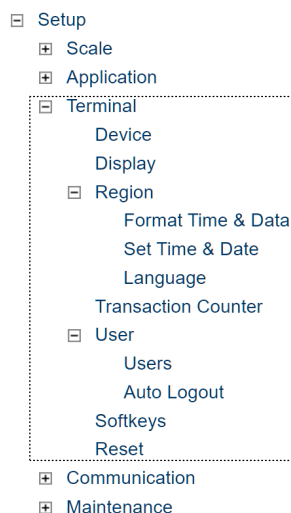 Setup
Scale
Application
Terminal
Device
Display
Region
Format Time & Data
Set Time & Date
Language
Transaction Counter
User
Users
Auto Logout
Softkeys
Reset
Communication
Maintenance